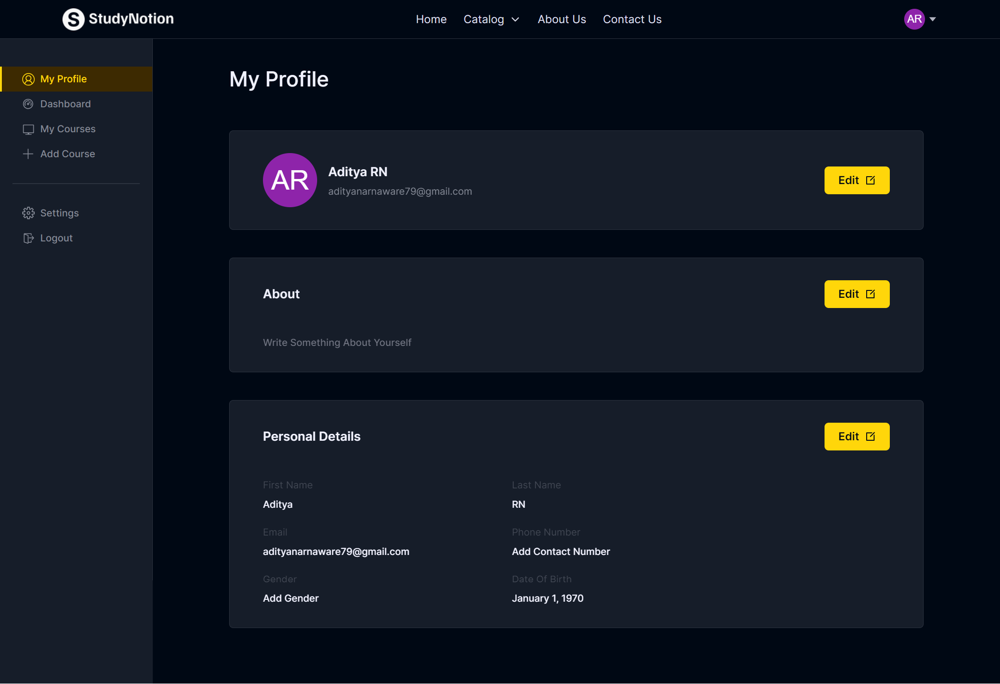 StudyNotion
Home Catalog About Us Contact Us
AR
My Profile
Dashboard
My Courses
Add Course
Settings
Logout
My Profile
AR
Aditya RN
adityanarnaware79@gmail.com
Edit
About
Edit
Write Something About Yourself
Personal Details
Edit
First Name
Aditya
Last Name
RN
Email
adityanarnaware79@gmail.com
Phone Number
Add Contact Number
Gender
Add Gender
Date Of Birth
January 1, 1970